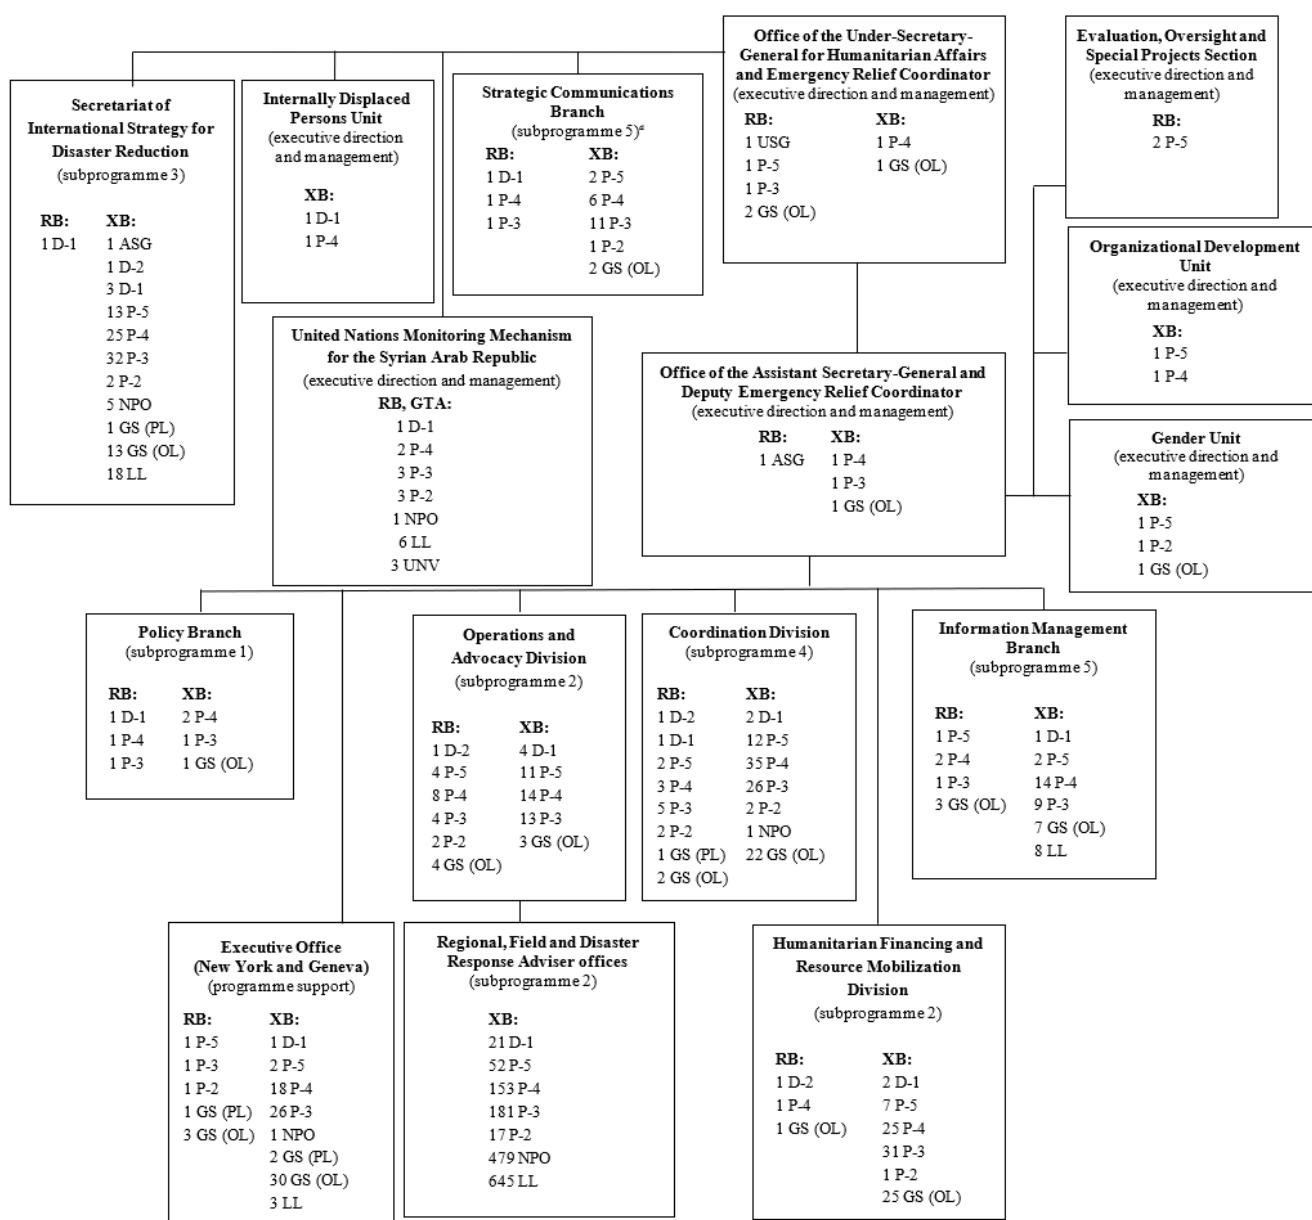 Office of the Under-Secretary-
General for Humanitarian Affairs
and Emergency Relief Coordinator
(executive direction and management)
RB:
1 USG
1 P-5
1 P-3
2 GS (OL)
XB:
1 P-4
1 GS (OL)
Evaluation, Oversight and
Special Projects Section
(executive direction and
management)
RB:
2 P-5
Secretariat of
International Strategy for
Disaster Reduction
(subprogramme 3)
RB:
1 D-1
XB:
1 ASG
1 D-2
3 D-1
13 P-5
25 P-4
32 P-3
2 P-2
5 NPO
1 GS (PL)
13 GS (OL)
18 LL
Internally Displaced
Persons Unit
(executive direction
and management)
XB:
1 D-1
1 P-4
Strategic Communications
Branch
(subprogramme 5)ª
RB:
1 D-1
1 P-4
1 P-3
XB:
2 P-5
6 P-4
11 P-3
1 P-2
2 GS (OL)
Organizational Development
Unit
(executive direction and
management)
XB:
1 P-5
1 P-4
United Nations Monitoring Mechanism
for the Syrian Arab Republic
(executive direction and management)
RB, GTA:
1 D-1
2 P-4
3 P-3
3 P-2
1 NPO
6 LL
3 UNV
Office of the Assistant Secretary-General and
Deputy Emergency Relief Coordinator
(executive direction and management)
RB:
1 ASG
XB:
1 P-4
1 P-3
1 GS (OL)
Gender Unit
(executive direction and
management)
XB:
1 P-5
1 P-2
1 GS (OL)
Policy Branch
(subprogramme 1)
RB:
1 D-1
1 P-4
1 P-3
XB:
2 P-4
1 P-3
1 GS (OL)
Operations and
Advocacy Division
(subprogramme 2)
RB:
1 D-2
4 P-5
8 P-4
4 P-3
2 P-2
4 GS (OL)
XB:
4 D-1
11 P-5
14 P-4
13 P-3
3 GS (OL)
Coordination Division
(subprogramme 4)
RB:
1 D-2
1 D-1
2 P-5
3 P-4
5 P-3
2 P-2
1 GS (PL)
2 GS (OL)
XB:
2 D-1
12 P-5
35 P-4
26 P-3
2 P-2
1 NPO
22 GS (OL)
Information Management
Branch
(subprogramme 5)
RB:
1 P-5
2 P-4
1 P-3
3 GS (OL)
XB:
1 D-1
2 P-5
14 P-4
9 P-3
7 GS (OL)
8 LL
Executive Office
(New York and Geneva)
(programme support)
RB:
1 P-5
1 P-3
1 P-2
1 GS (PL)
3 GS (OL)
XB:
1 D-1
2 P-5
18 P-4
26 P-3
1 NPO
2 GS (PL)
30 GS (OL)
3 LL
Regional, Field and Disaster
Response Adviser offices
(subprogramme 2)
XB:
21 D-1
52 P-5
153 P-4
181 P-3
17 P-2
479 NPO
645 LL
Humanitarian Financing and
Resource Mobilization
Division
(subprogramme 2)
RB:
1 D-2
1 P-4
1 GS (OL)
XB:
2 D-1
7 P-5
25 P-4
31 P-3
1 P-2
25 GS (OL)